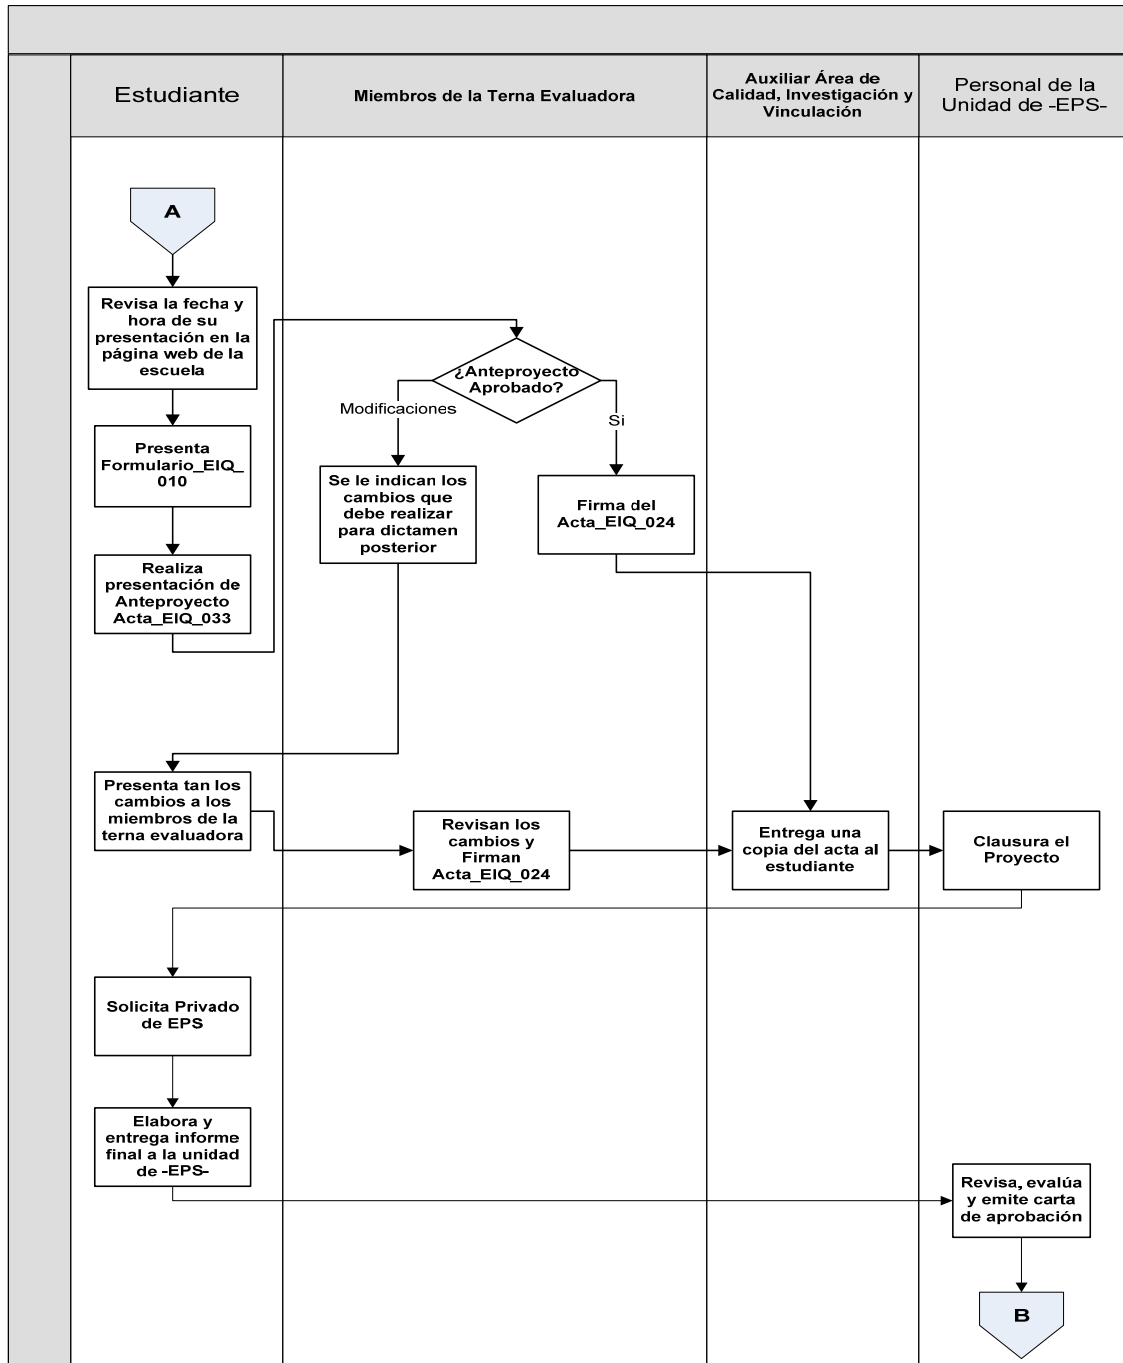 Estudiante
Miembros de la Terna Evaluadora
Auxiliar Área de
Calidad, Investigación y
Vinculación
Personal de la
Unidad de -EPS-
A
Revisa la fecha y
hora de su
presentación en la
página web de la
escuela
¿Anteproyecto
Aprobado?
Modificaciones
Si
Presenta
Formulario_EIQ_
010
Se le indican los
cambios que
debe realizar
para dictamen
posterior
Firma del
Acta_EIQ_024
Realiza
presentación de
Anteproyecto
Acta_EIQ_033
Presenta tan los
cambios a los
miembros de la
terna evaluadora
Revisan los
cambios y
Firman
Acta_EIQ_024
Entrega una
copia del acta al
estudiante
Clausura el
Proyecto
Solicita Privado
de EPS
Elabora y
entrega informe
final a la unidad
de -EPS-
Revisa, evalúa
y emite carta
de aprobación
B